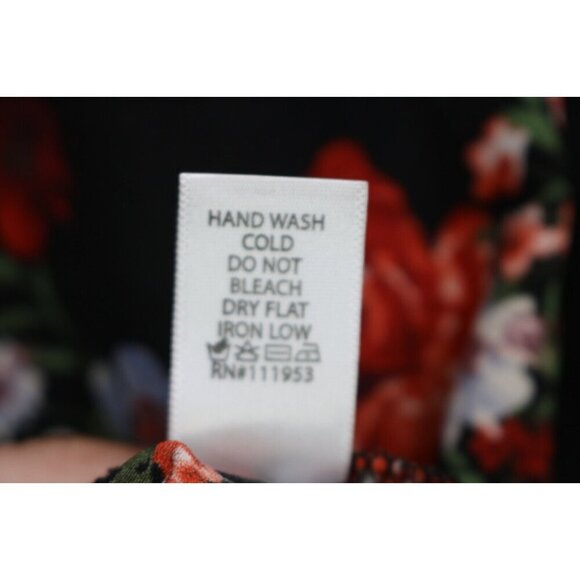 HAND WASH
COLD
DO NOT
BLEACH
DRY FLAT
IRON LOW
RN#111953